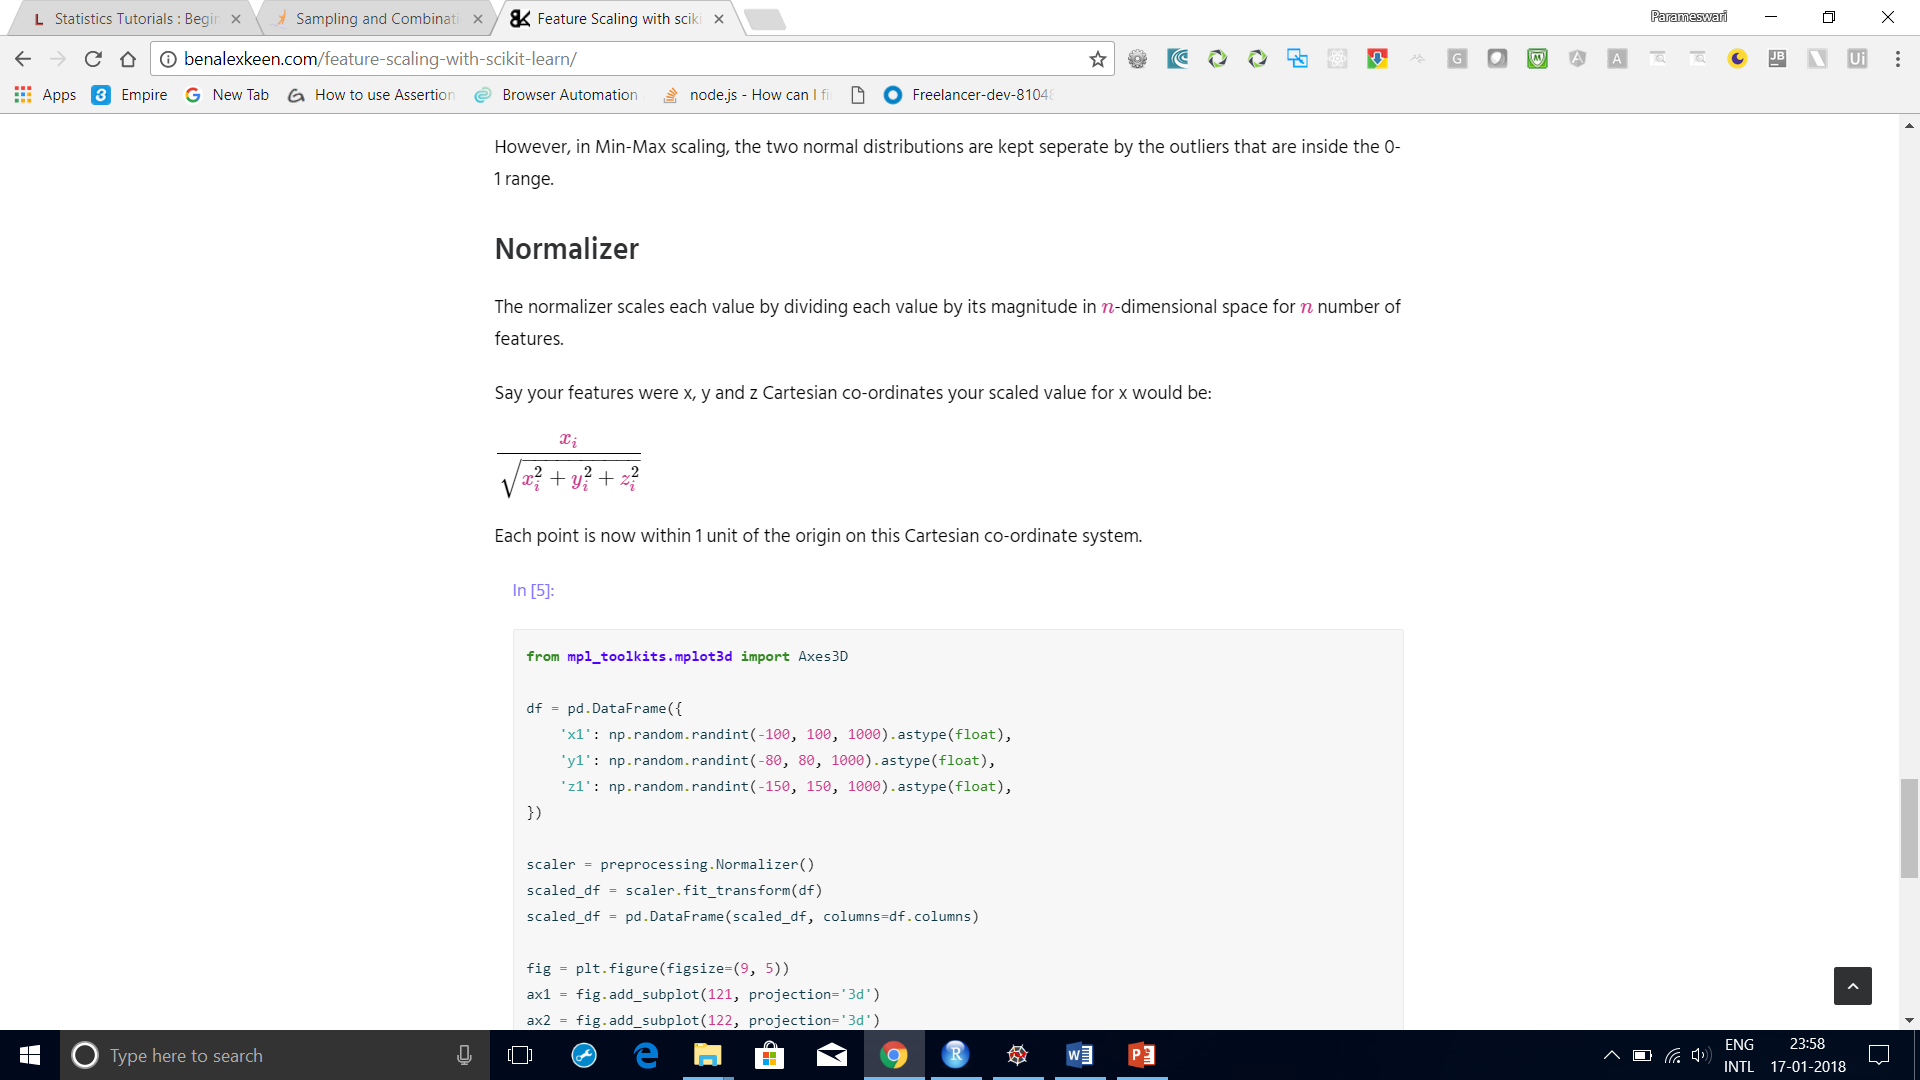 Statistics Tutorials : Begin
Sampling and Combinati
Feature Scaling with scik
Parameswari
benalexkeen.com/feature-scaling-with-scikit-learn/
Apps
Empire
New Tab
How to use Assertion
Browser Automation
node.js - How can I fi
Freelancer-dev-81048
However, in Min-Max scaling, the two normal distributions are kept seperate by the outliers that are inside the 0-
1 range.
Normalizer
The normalizer scales each value by dividing each value by its magnitude in n-dimensional space for n number of
features.
Say your features were x, y and z Cartesian co-ordinates your scaled value for x would be:
x_i
√x_i^2 + y_i^2 + z_i^2
Each point is now within 1 unit of the origin on this Cartesian co-ordinate system.
In [5]:
from mpl_toolkits.mplot3d import Axes3D
df = pd.DataFrame({
'x1': np.random.randint(-100, 100, 1000).astype(float),
'y1': np.random.randint(-80, 80, 1000).astype(float),
'z1': np.random.randint(-150, 150, 1000).astype(float),
})
scaler = preprocessing.Normalizer()
scaled_df = scaler.fit_transform(df)
scaled_df = pd.DataFrame(scaled_df, columns=df.columns)
fig = plt.figure(figsize=(9, 5))
ax1 = fig.add_subplot(121, projection='3d')
ax2 = fig.add_subplot(122, projection='3d')
Type here to search
ENG
INTL
23:58
17-01-2018